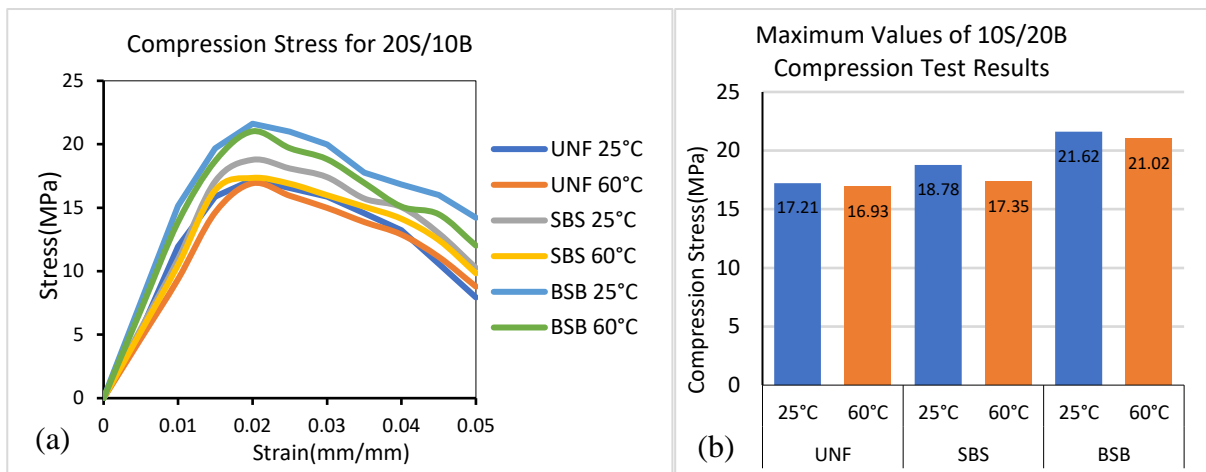 Compression Stress for 20S/10B
25
20
15
10
5
0
0
0.01
0.02
0.03
0.04
0.05
Stress(MPa)
Strain(mm/mm)
UNF 25°C
UNF 60°C
SBS 25°C
SBS 60°C
BSB 25°C
BSB 60°C
(a)
Maximum Values of 10S/20B
Compression Test Results
25
20
15
10
5
0
Compression Stress(MPa)
17.21
16.93
18.78
17.35
21.62
21.02
25°C 60°C 25°C 60°C 25°C 60°C
UNF SBS BSB
(b)